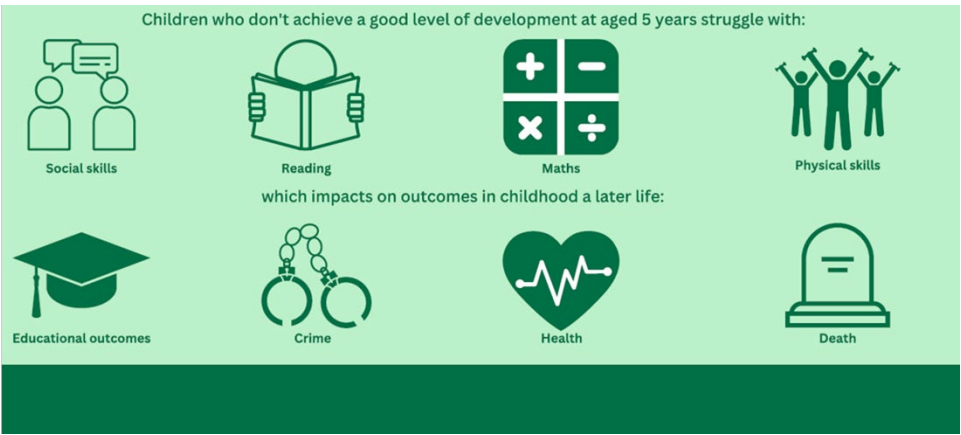 Children who don't achieve a good level of development at aged 5 years struggle with:
Social skills
Reading
Maths
Physical skills
which impacts on outcomes in childhood a later life:
Educational outcomes
Crime
Health
Death